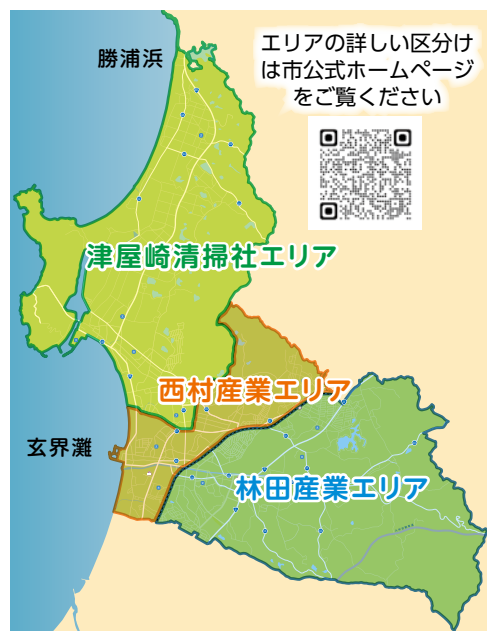 勝浦浜
エリアの詳しい区分け
は市公式ホームページ
をご覧ください
津屋崎清掃社エリア
西村産業エリア
玄界灘
林田産業エリア